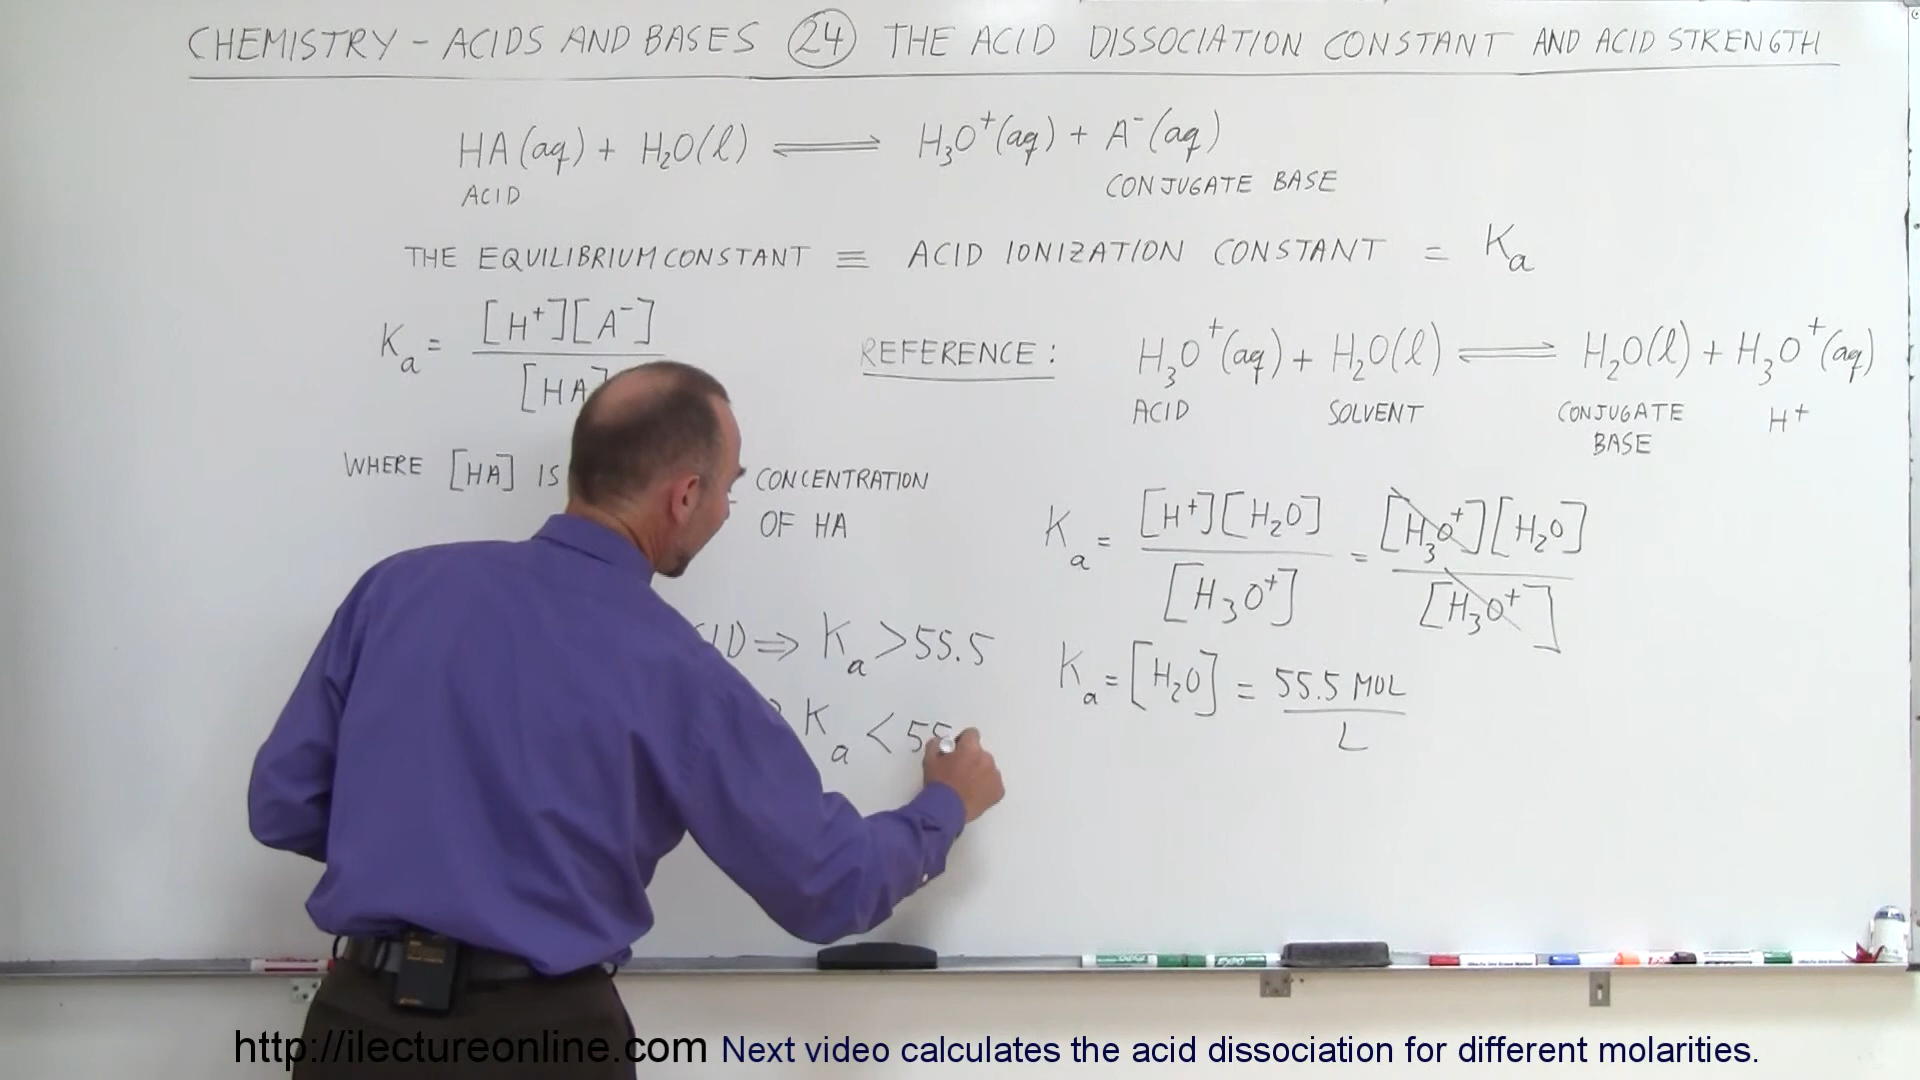 CHEMISTRY - ACIDS AND BASES 24 THE ACID DISSOCIATION CONSTANT AND ACID STRENGTH
HA(aq) + H₂O(l) ⇌ H₃O⁺(aq) + A⁻(aq)
ACID CONJUGATE BASE
THE EQUILIBRIUM CONSTANT ≡ ACID IONIZATION CONSTANT = Ka
Ka = [H⁺][A⁻] / [HA]
WHERE [HA] IS CONCENTRATION
OF HA
REFERENCE: H₃O⁺(aq) + H₂O(l) ⇌ H₂O(l) + H₃O⁺(aq)
ACID SOLVENT CONJUGATE BASE H⁺
Ka = [H⁺][H₂O] / [H₃O⁺] = [H₃O⁺][H₂O] / [H₃O⁺]
⇒ Ka > 55.5
Ka = [H₂O] = 55.5 MOL / L
Ka < 55
http://ilectureonline.com Next video calculates the acid dissociation for different molarities.
EXPO